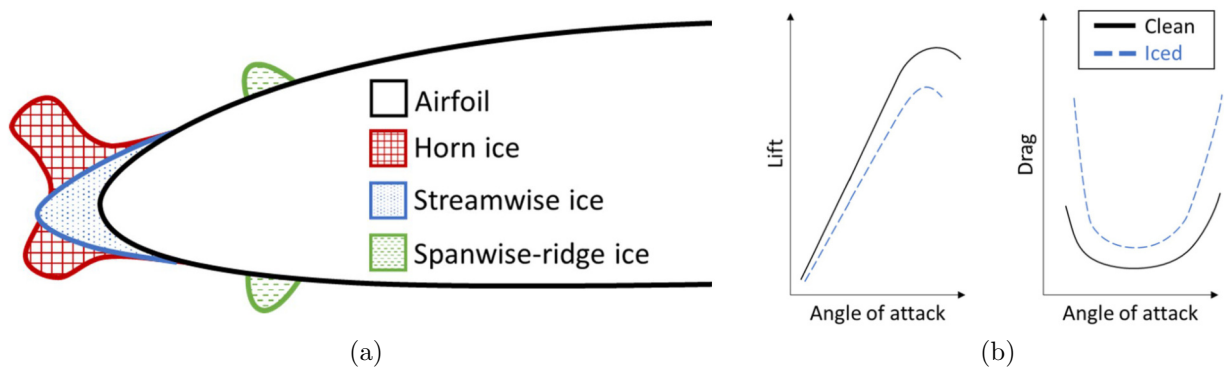 Airfoil
Horn ice
Streamwise ice
Spanwise-ridge ice
(a)
Lift
Angle of attack
Drag
Angle of attack
Clean
Iced
(b)